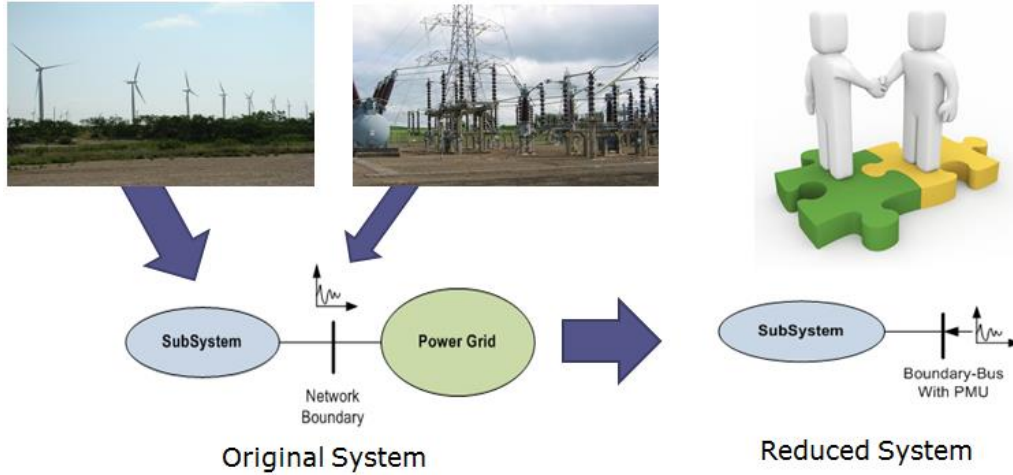 SubSystem
Power Grid
Network
Boundary
Original System
SubSystem
Boundary-Bus
With PMU
Reduced System